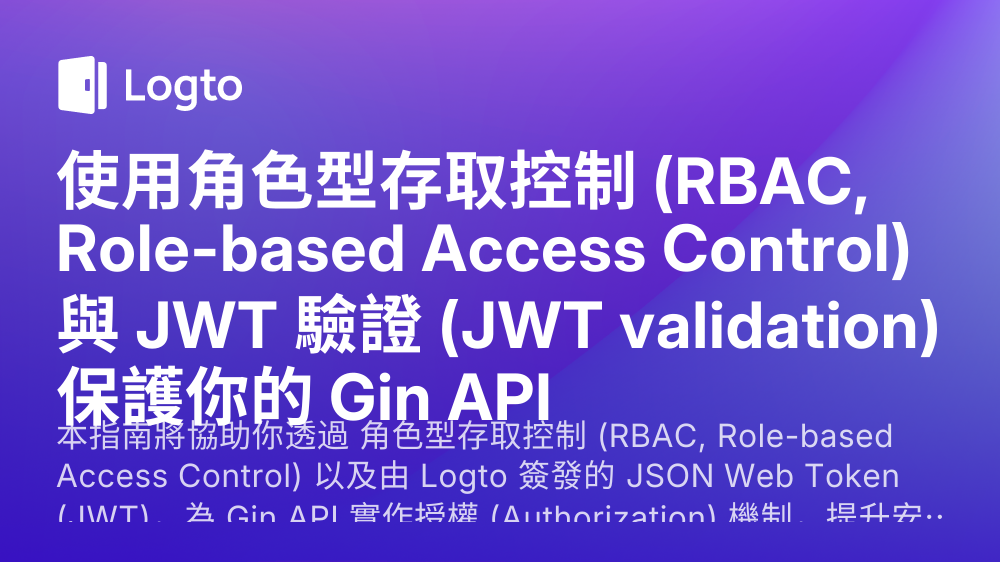 Logto
使用角色型存取控制 (RBAC,
Role-based Access Control)
與 JWT 驗證 (JWT validation)
保護你的 Gin API
本指南將協助你透過 角色型存取控制 (RBAC, Role-based
Access Control) 以及由 Logto 簽發的 JSON Web Token
(JWT)，為 Gin API 實作授權 (Authorization) 機制，提升安…